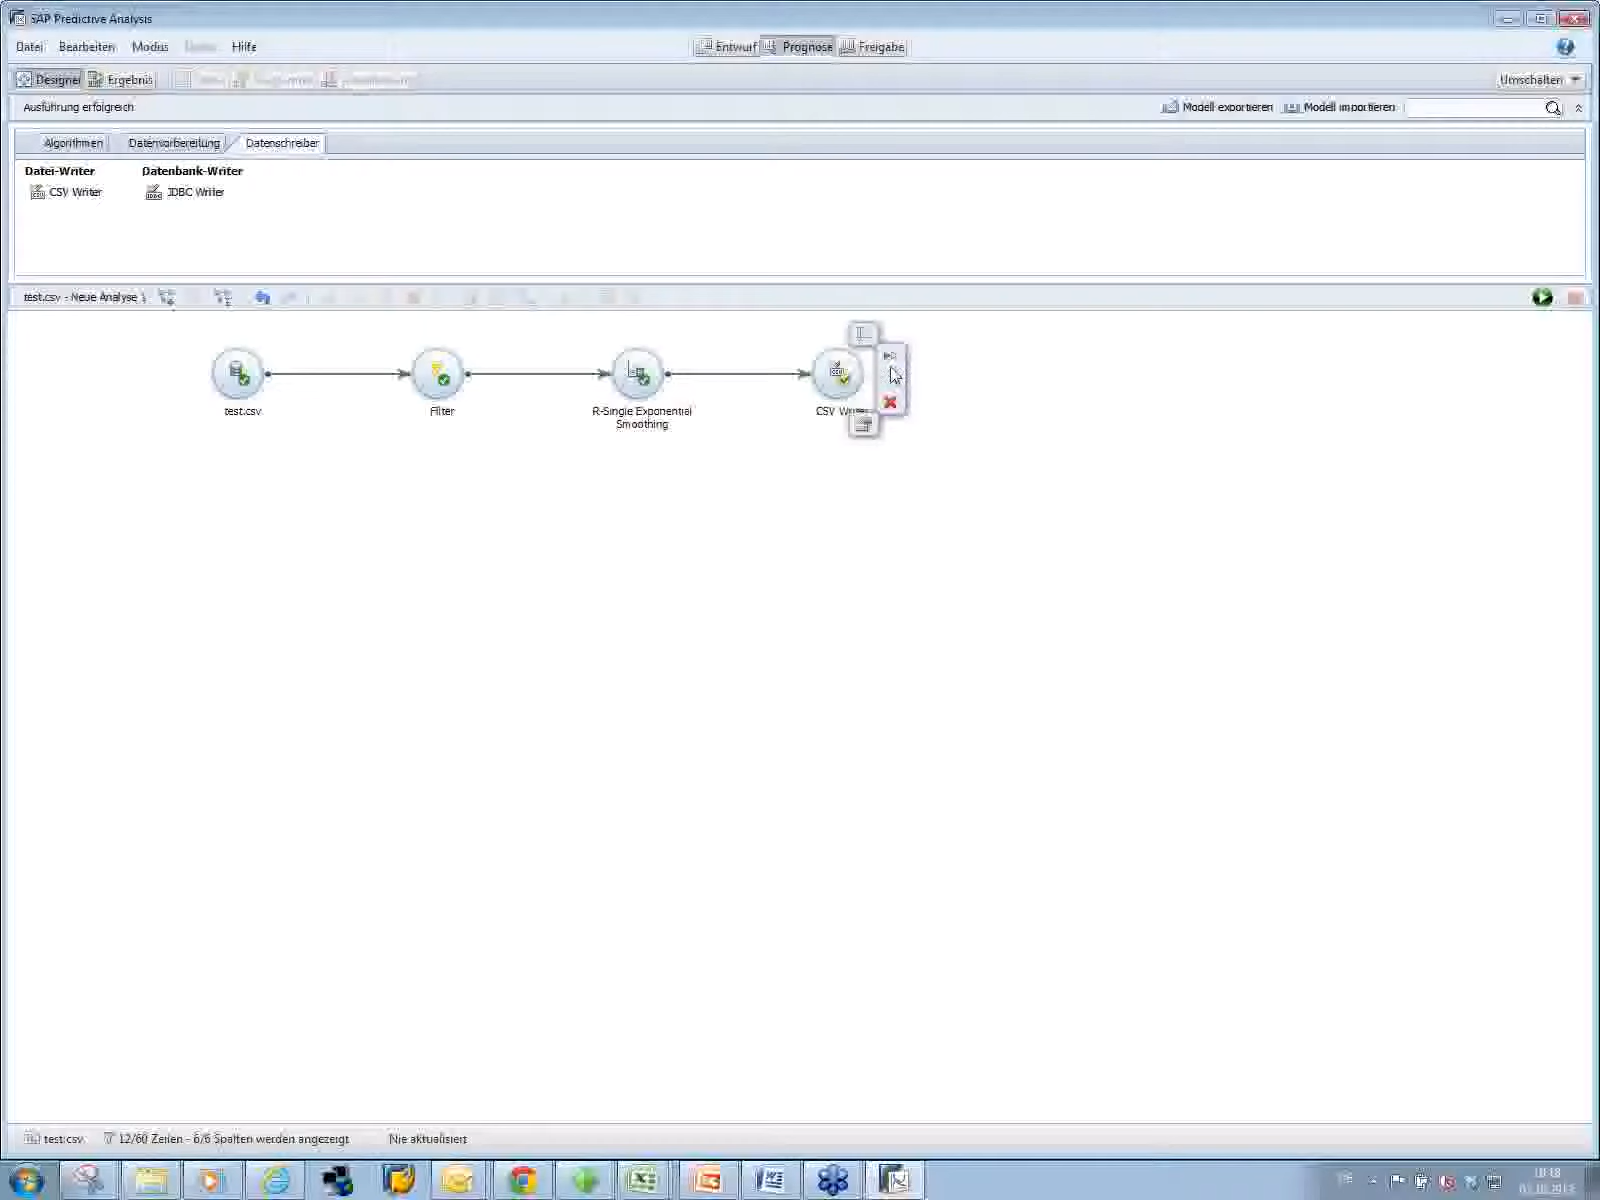 SAP Predictive Analysis
Datei Bearbeiten Modus Hilfe
Entwurf Prognose Freigabe
Designer Ergebnis
Umschalten
Ausführung erfolgreich
Modell exportieren Modell importieren
Algorithmen Datenvorbereitung Datenschreiber
Datei-Writer Datenbank-Writer
CSV Writer JDBC Writer
test.csv - Neue Analyse
test.csv Filter R-Single Exponential Smoothing CSV Writer
test.csv 12/60 Zeilen - 6/6 Spalten werden angezeigt Nie aktualisiert